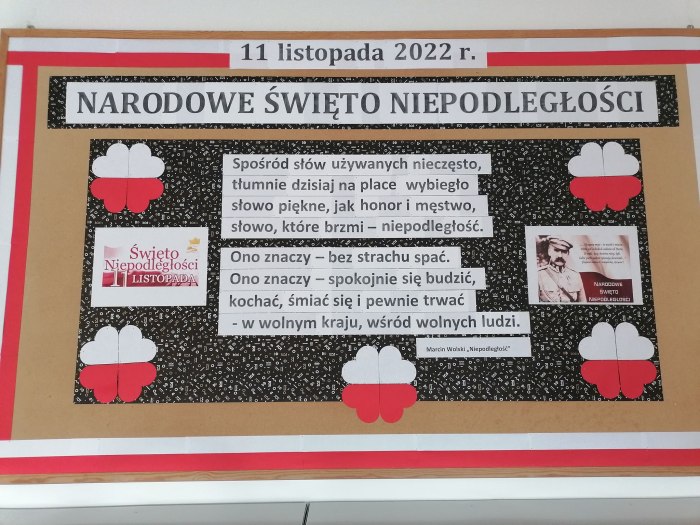 11 listopada 2022 r.
NARODOWE ŚWIĘTO NIEPODLEGŁOŚCI
Spośród słów używanych nieczęsto,
tłumnie dzisiaj na place wybiegło
słowo piękne, jak honor i męstwo,
słowo, które brzmi – niepodległość.
Ono znaczy – bez strachu spać.
Ono znaczy – spokojnie się budzić,
kochać, śmiać się i pewnie trwać
- w wolnym kraju, wśród wolnych ludzi.
Marcin Wolski „Niepodległość"
Święto
Niepodległości
11 LISTOPADA
NARODOWE
ŚWIĘTO
NIEPODLEGŁOŚCI